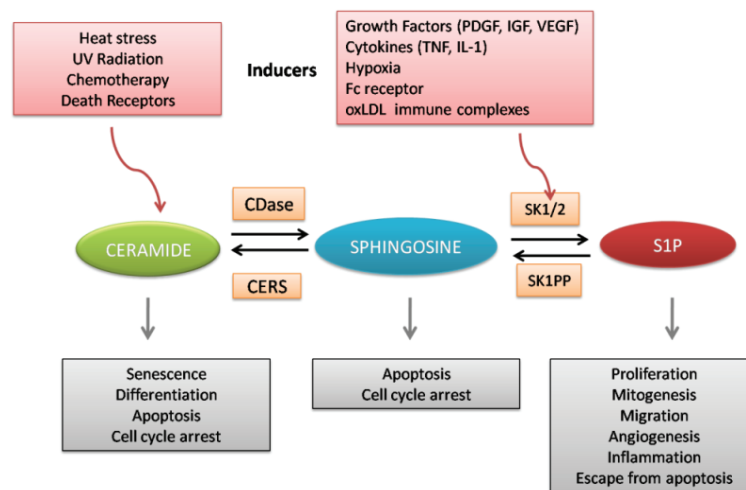 Heat stress
UV Radiation
Chemotherapy
Death Receptors
Inducers
Growth Factors (PDGF, IGF, VEGF)
Cytokines (TNF, IL-1)
Hypoxia
Fc receptor
oxLDL immune complexes
CDase
SK1/2
CERAMIDE
SPHINGOSINE
S1P
CERS
SK1PP
Senescence
Differentiation
Apoptosis
Cell cycle arrest
Apoptosis
Cell cycle arrest
Proliferation
Mitogenesis
Migration
Angiogenesis
Inflammation
Escape from apoptosis